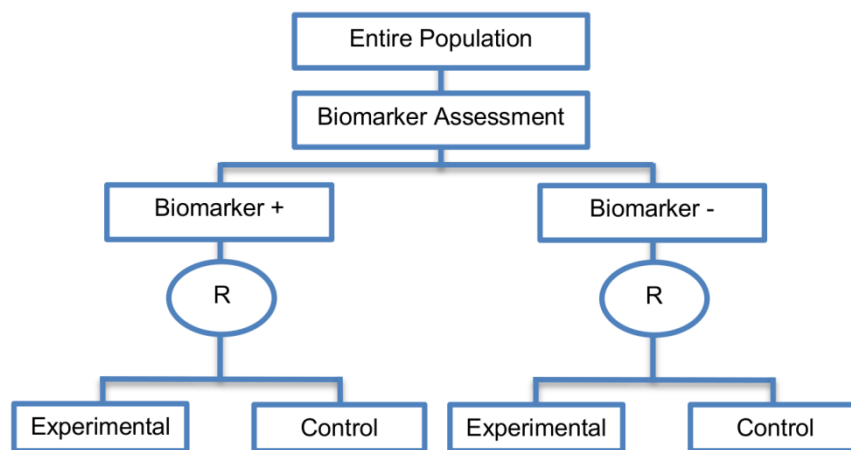 Entire Population
Biomarker Assessment
Biomarker +
Biomarker -
R
R
Experimental
Control
Experimental
Control